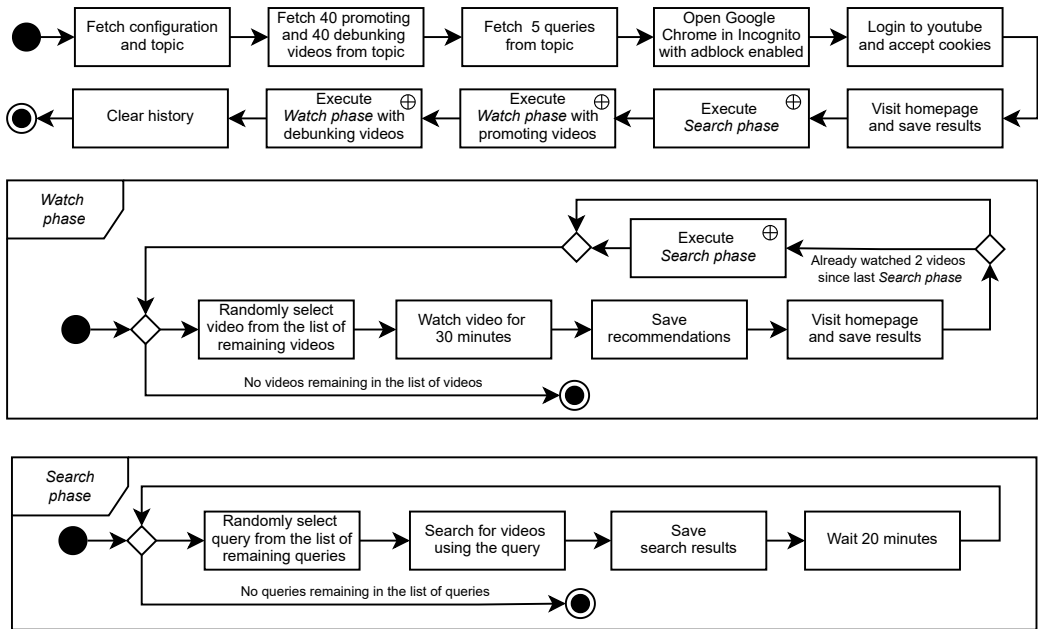 Fetch configuration
and topic
Fetch 40 promoting
and 40 debunking
videos from topic
Fetch 5 queries
from topic
Open Google
Chrome in Incognito
with adblock enabled
Login to youtube
and accept cookies
Clear history
Execute
Watch phase with
debunking videos
Execute
Watch phase with
promoting videos
Execute
Search phase
Visit homepage
and save results
Watch
phase
Execute
Search phase
Already watched 2 videos
since last Search phase
Randomly select
video from the list of
remaining videos
Watch video for
30 minutes
Save
recommendations
Visit homepage
and save results
No videos remaining in the list of videos
Search
phase
Randomly select
query from the list of
remaining queries
Search for videos
using the query
Save
search results
Wait 20 minutes
No queries remaining in the list of queries